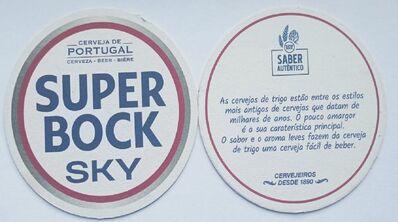 CERVEJA DE
PORTUGAL
CERVEZA - BEER - BIÈRE
SUPER
BOCK
SKY
SABER
AUTÊNTICO
As cervejas de trigo estão entre os estilos
mais antigos de cervejas que datam de
milhares de anos. O pouco amargor
é a sua caraterística principal.
O sabor e o aroma leves fazem da cerveja
de trigo uma cerveja fácil de beber.
CERVEJEIROS
DESDE 1890